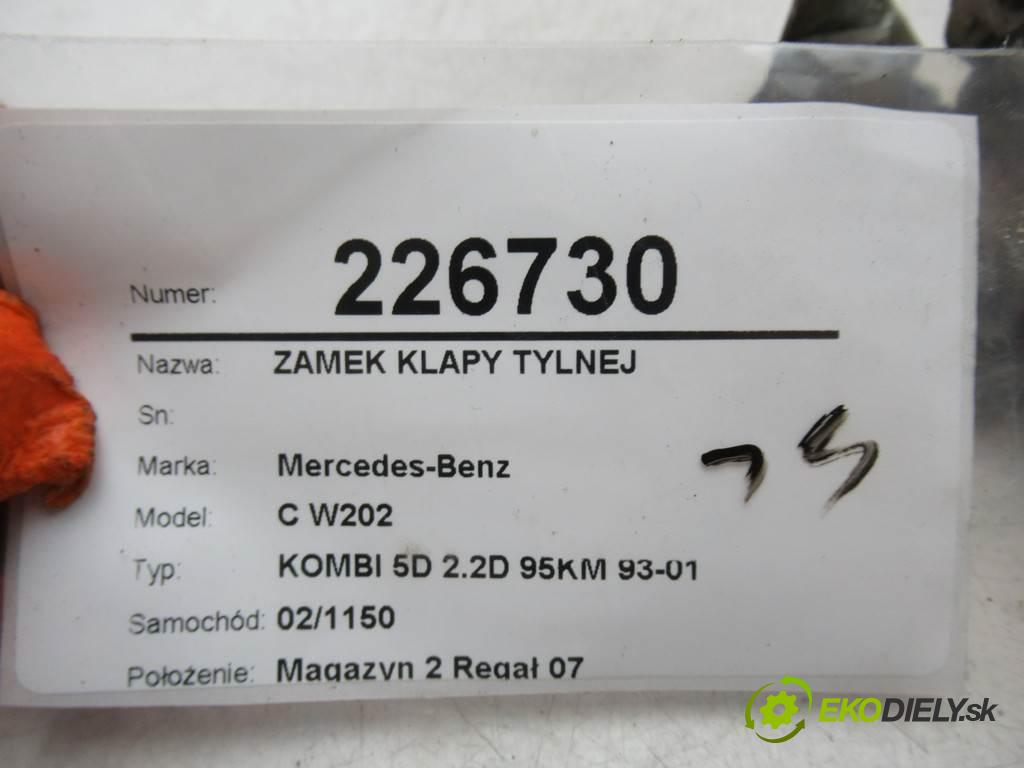 Numer: 226730
Nazwa: ZAMEK KLAPY TYLNEJ
Sn:
Marka: Mercedes-Benz
Model: C W202
Typ: KOMBI 5D 2.2D 95KM 93-01
Samochód: 02/1150
Położenie: Magazyn 2 Regał 07
EKODIELY.sk